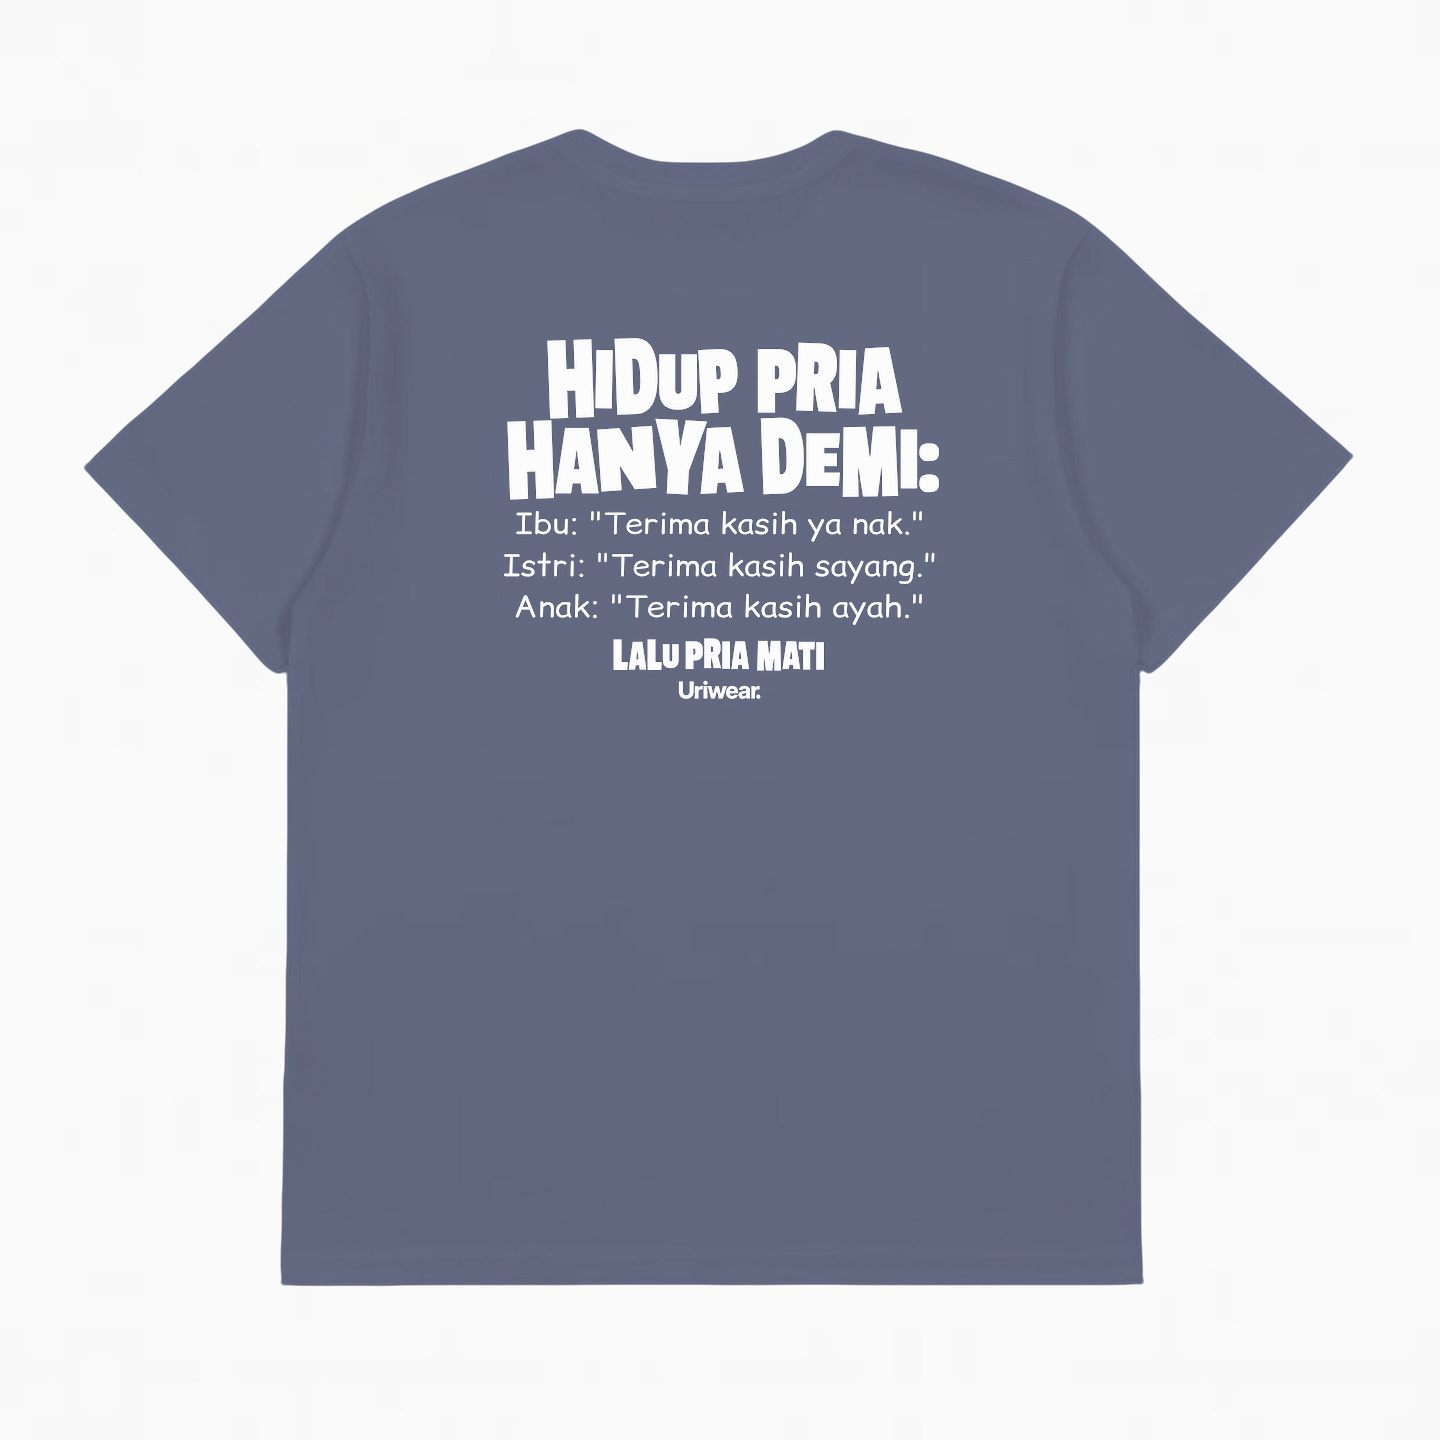 HIDUP PRIA
HANYA DEMI:
Ibu: "Terima kasih ya nak."
Istri: "Terima kasih sayang."
Anak: "Terima kasih ayah."
LALU PRIA MATI
Uriwear.